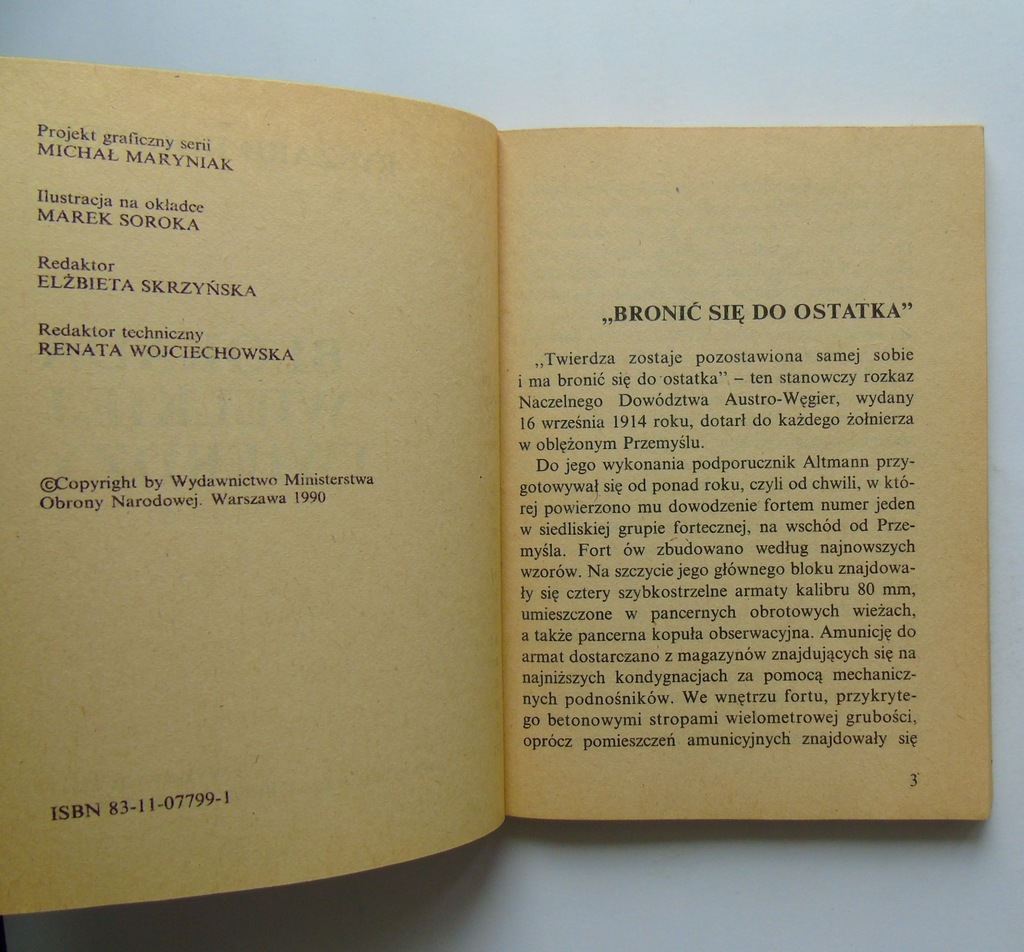 Projekt graficzny serii
MICHAŁ MARYNIAK
Ilustracja na okładce
MAREK SOROKA
Redaktor
ELŻBIETA SKRZYŃSKA
Redaktor techniczny
RENATA WOJCIECHOWSKA
©Copyright by Wydawnictwo Ministerstwa
Obrony Narodowej. Warszawa 1990
ISBN 83-11-07799-1
„BRONIĆ SIĘ DO OSTATKA”
„Twierdza zostaje pozostawiona samej sobie
i ma bronić się do ostatka” – ten stanowczy rozkaz
Naczelnego Dowództwa Austro-Węgier, wydany
16 września 1914 roku, dotarł do każdego żołnierza
w oblężonym Przemyślu.
Do jego wykonania podporucznik Altmann przy-
gotowywał się od ponad roku, czyli od chwili, w któ-
rej powierzono mu dowodzenie fortem numer jeden
w siedliskiej grupie fortecznej, na wschód od Prze-
myśla. Fort ów zbudowano według najnowszych
wzorów. Na szczycie jego głównego bloku znajdowa-
ły się cztery szybkostrzelne armaty kalibru 80 mm,
umieszczone w pancernych obrotowych wieżach,
a także pancerna kopuła obserwacyjna. Amunicję do
armat dostarczano z magazynów znajdujących się na
najniższych kondygnacjach za pomocą mechanicz-
nych podnośników. We wnętrzu fortu, przykryte-
go betonowymi stropami wielometrowej grubości,
oprócz pomieszczeń amunicyjnych znajdowały się
3